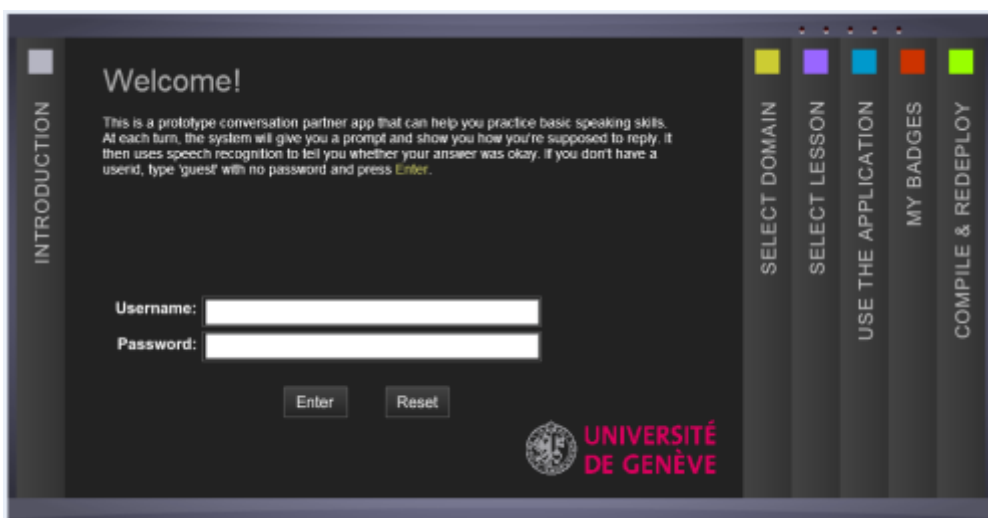 INTRODUCTION
Welcome!
This is a prototype conversation partner app that can help you practice basic speaking skills.
At each turn, the system will give you a prompt and show you how you're supposed to reply. It
then uses speech recognition to tell you whether your answer was okay. If you don't have a
userid, type 'guest' with no password and press Enter.
Username:
Password:
Enter
Reset
UNIVERSITÉ
DE GENÈVE
SELECT DOMAIN
SELECT LESSON
USE THE APPLICATION
MY BADGES
COMPILE & REDEPLOY